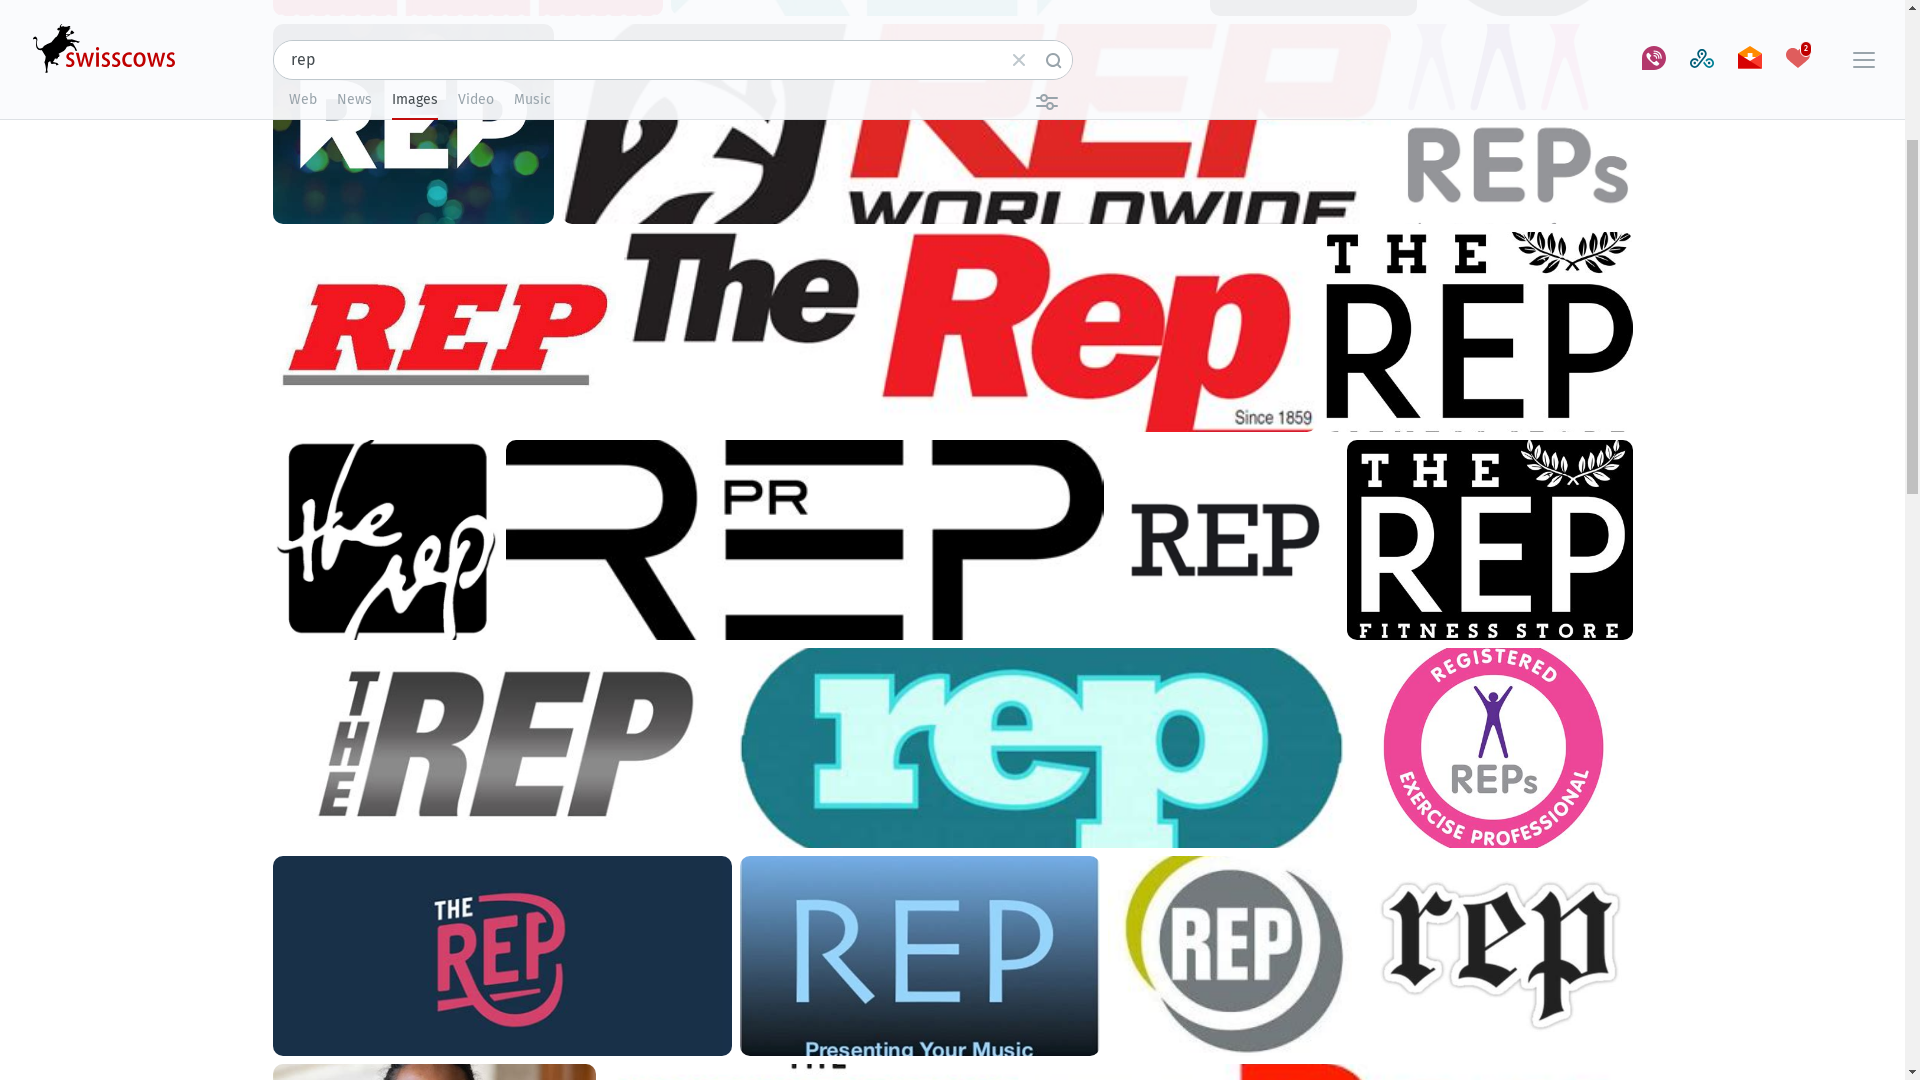 swisscows
rep
2
Web News Images Video Music
REP
REP
WORLDWIDE
REPs
REP
The Rep
Since 1859
THE
REP
the
rep
REP
PR
REP
THE
REP
FITNESS STORE
THE
REP
rep
REGISTERED
REPs
EXERCISE PROFESSIONAL
THE
REP
REP
Presenting Your Music
REP
rep